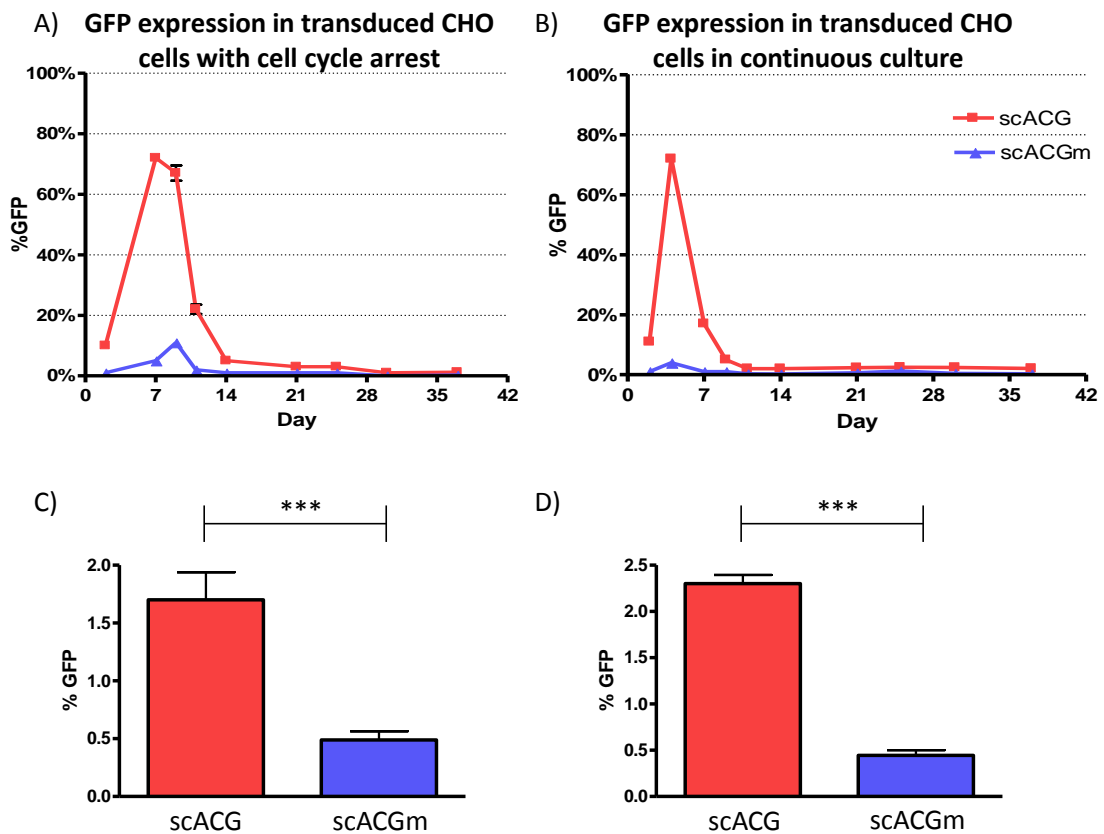 A) GFP expression in transduced CHO
cells with cell cycle arrest
100%
80%
60%
40%
20%
0%
%GFP
0 7 14 21 28 35 42
Day
B) GFP expression in transduced CHO
cells in continuous culture
100%
80%
60%
40%
20%
0%
% GFP
scACG
scACGm
0 7 14 21 28 35 42
Day
C)
***
2.0
1.5
1.0
0.5
0.0
% GFP
scACG scACGm
D)
***
2.5
2.0
1.5
1.0
0.5
0.0
% GFP
scACG scACGm